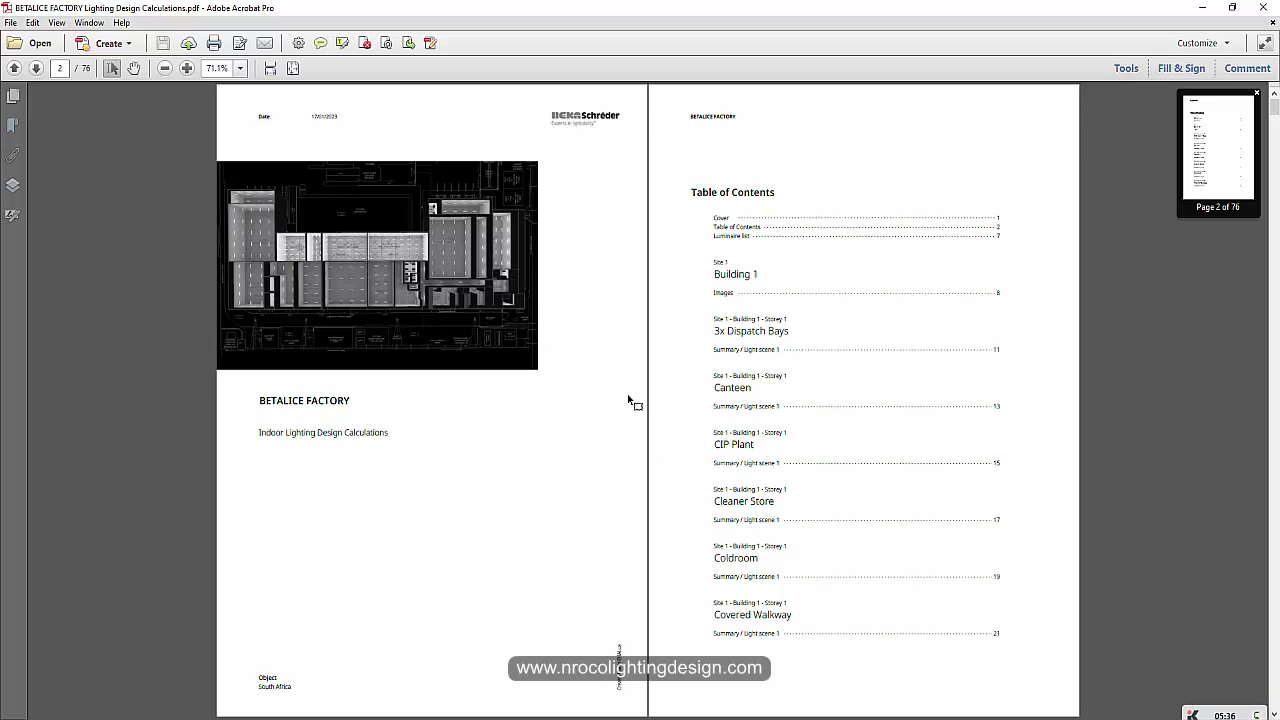 BETALICE FACTORY Lighting Design Calculations.pdf - Adobe Acrobat Pro
File Edit View Window Help
Open Create Customize
2 / 76 71.1% Tools Fill & Sign Comment
Date 17/01/2023
BEKA Schréder
Experts in lightability™
BETALICE FACTORY
Indoor Lighting Design Calculations
Object
South Africa
BETALICE FACTORY
Table of Contents
Cover 1
Table of Contents 2
Luminaire list 7
Site 1
Building 1
Images 8
Site 1 - Building 1 - Storey 1
3x Dispatch Bays
Summary / Light scene 1 11
Site 1 - Building 1 - Storey 1
Canteen
Summary / Light scene 1 13
Site 1 - Building 1 - Storey 1
CIP Plant
Summary / Light scene 1 15
Site 1 - Building 1 - Storey 1
Cleaner Store
Summary / Light scene 1 17
Site 1 - Building 1 - Storey 1
Coldroom
Summary / Light scene 1 19
Site 1 - Building 1 - Storey 1
Covered Walkway
Summary / Light scene 1 21
Page 2 of 76
www.nrocolightingdesign.com
05:36